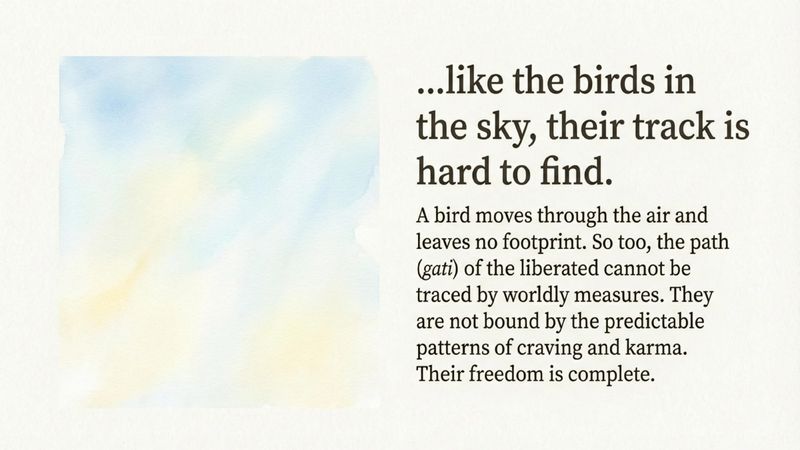 ...like the birds in
the sky, their track is
hard to find.
A bird moves through the air and
leaves no footprint. So too, the path
(gati) of the liberated cannot be
traced by worldly measures. They
are not bound by the predictable
patterns of craving and karma.
Their freedom is complete.